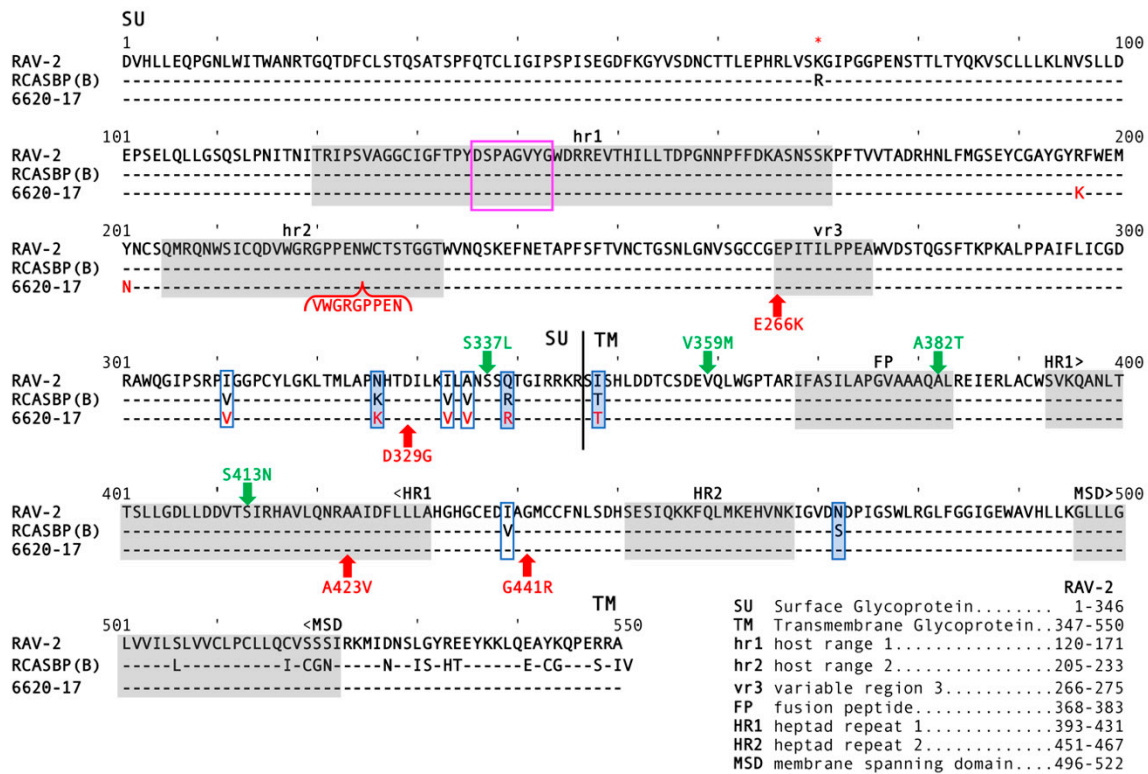 SU
1 * 100
RAV-2 DVHLLEQPGNLWITWANRTGQTDFCLSTQSATSPFQTCLIGIPSPISEGDFKGYVSDNCTTLEPHRLVSKGIPGGPENSTTLTYQKVSCLLLKLNVSLLD
RCASBP(B) ---------------------------------------------------------------------R------------------------------
6620-17 ----------------------------------------------------------------------------------------------------
101 hr1 200
RAV-2 EPSELQLLGSQSLPNITNITRIPSVAGGCIGFTPYDSPAGVYGWDRREVTHILLTDPGNNPFFDKASNSSKPFTVVTADRHNLFMGSEYCGAYGYRFWEM
RCASBP(B) ----------------------------------------------------------------------------------------------------
6620-17 -----------------------------------------------------------------------------------------------K----
201 hr2 vr3 300
RAV-2 YNCSQMRQNWSICQDVWGRGPPENWCTSTGGTWVNQSKEFNETAPFSFTVNCTGSNLGNVSGCCGEPITILPPEAWVDSTQGSFTKPKALPPAIFLICGD
RCASBP(B) ----------------------------------------------------------------------------------------------------
6620-17 N---------------------------------------------------------------------------------------------------
VWGRGPPEN
E266K
S337L SU TM V359M A382T
301 FP HR1> 400
RAV-2 RAWQGIPSRPIGGPCYLGKLTMLAPNHTDILKILANSSQTGIRRKRSISHLDDTCSDEVQLWGPTARIFASILAPGVAAAQALREIERLACWSVKQANLT
RCASBP(B) ----------V--------------K------V-V---R--------T----------------------------------------------------
6620-17 ----------V--------------K------V-V---R--------T----------------------------------------------------
D329G
S413N
401 <HR1 HR2 MSD> 500
RAV-2 TSLLGDLLDDVTSIRHAVLQNRAAIDFLLLAHGHGCEDIAGMCCFNLSDHSESIQKKFQLMKEHVNKIGVDNDPIGSWLRGLFGGIGEWAVHLLKGLLLG
RCASBP(B) --------------------------------------V--------------------------------S----------------------------
6620-17 ----------------------------------------------------------------------------------------------------
A423V G441R
501 <MSD TM 550
RAV-2 LVVILSLVVCLPCLLQCVSSSIRKMIDNSLGYREEYKKLQEAYKQPERRA
RCASBP(B) -----L----------I-CGN-----N--IS-HT------E-CG---S-IV
6620-17 --------------------------------------------------
RAV-2
SU Surface Glycoprotein........ 1-346
TM Transmembrane Glycoprotein..347-550
hr1 host range 1...............120-171
hr2 host range 2...............205-233
vr3 variable region 3..........266-275
FP fusion peptide..............368-383
HR1 heptad repeat 1............393-431
HR2 heptad repeat 2............451-467
MSD membrane spanning domain...496-522